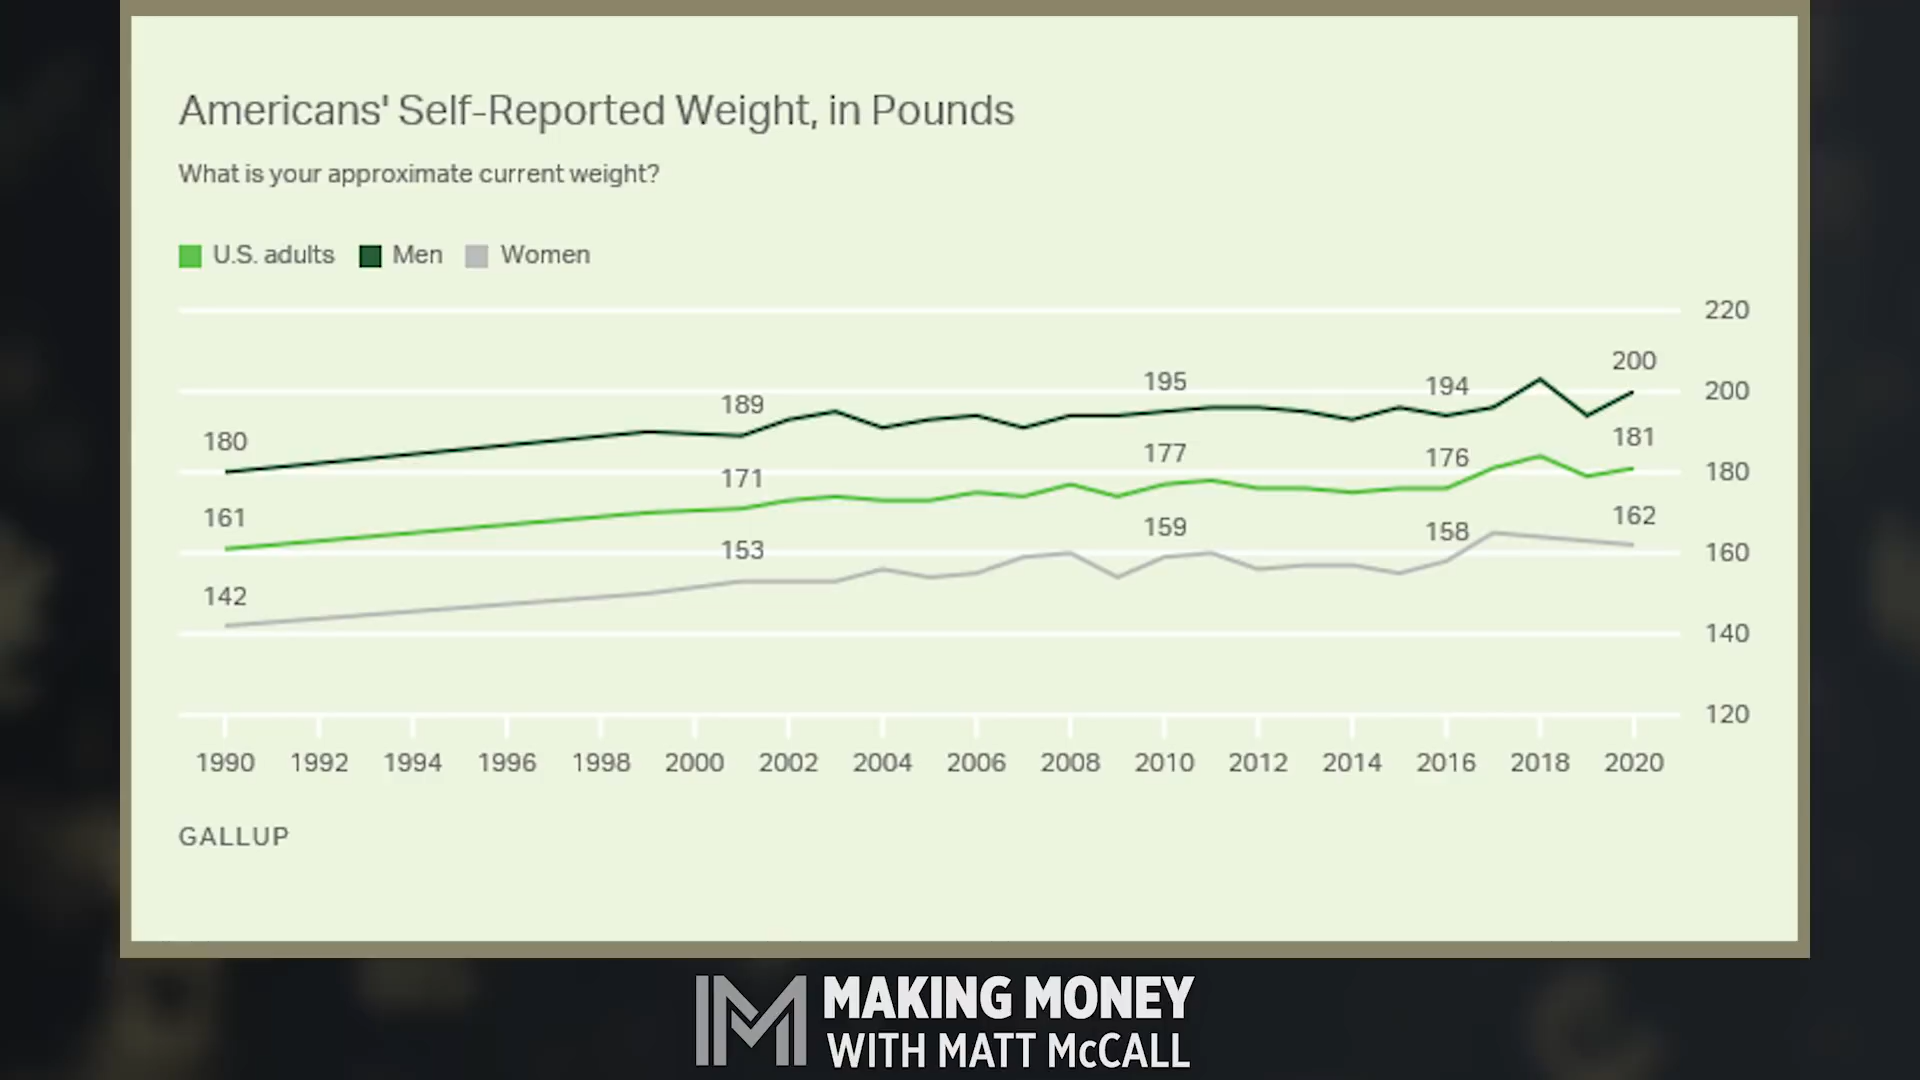 Americans' Self-Reported Weight, in Pounds
What is your approximate current weight?
U.S. adults Men Women
220
200
195 194 200
189
180 181
177 176 180
171
161 162
159 158 160
153
142
140
120
1990 1992 1994 1996 1998 2000 2002 2004 2006 2008 2010 2012 2014 2016 2018 2020
GALLUP
MM MAKING MONEY
WITH MATT McCALL